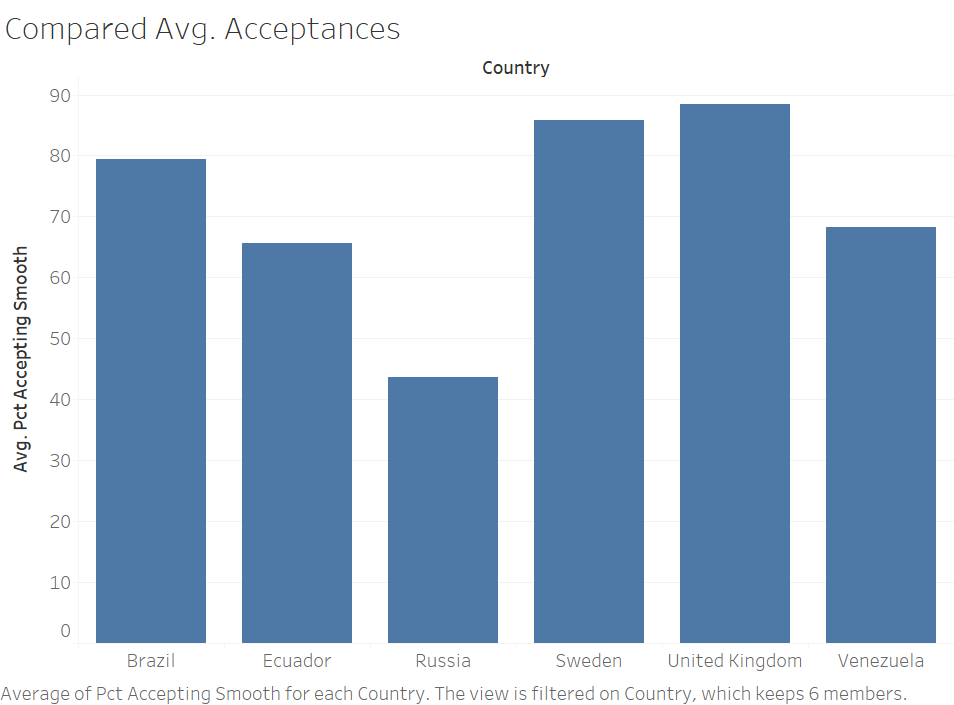 Compared Avg. Acceptances
Country
Avg. Pct Accepting Smooth
90
80
70
60
50
40
30
20
10
0
Brazil Ecuador Russia Sweden United Kingdom Venezuela
Average of Pct Accepting Smooth for each Country. The view is filtered on Country, which keeps 6 members.